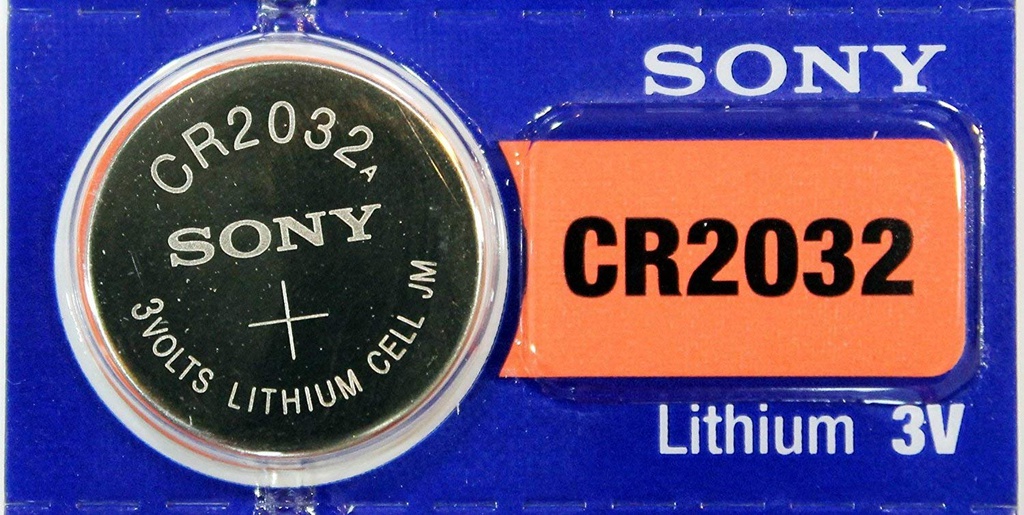 CR2032A
SONY
3VOLTS LITHIUM CELL JM
SONY
CR2032
Lithium 3V